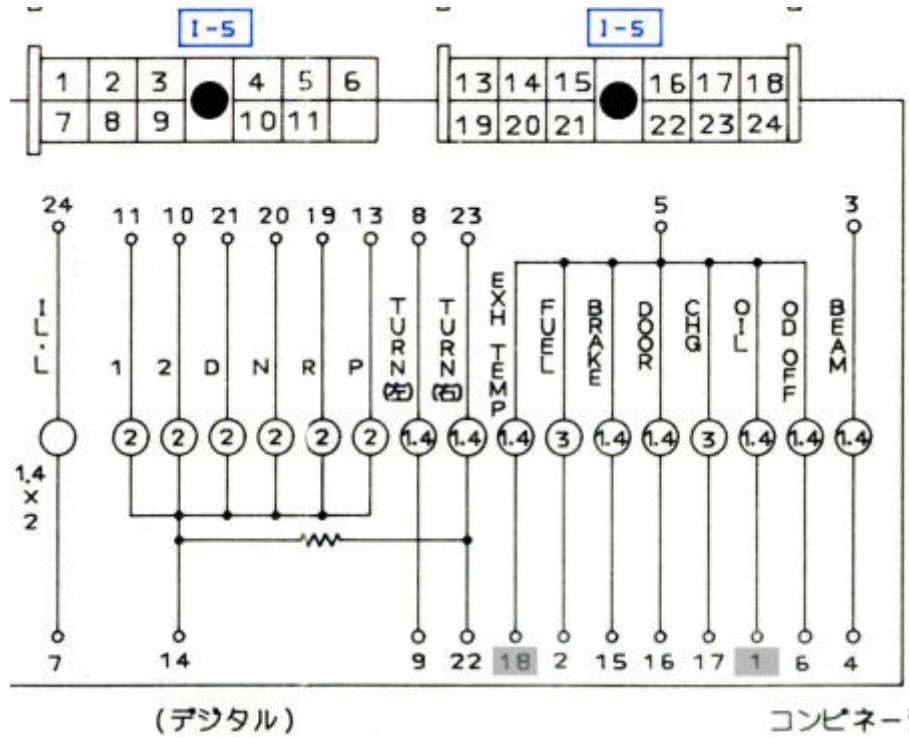 I-5 I-5
1 2 3 4 5 6 13 14 15 16 17 18
7 8 9 10 11 19 20 21 22 23 24
24 11 10 21 20 19 13 8 23 5 3
ILL.L
1
2
D
N
R
P
TURN(左)
TURN(右)
EXH TEMP
FUEL
BRAKE
DOOR
CHG
OIL
OD OFF
BEAM
2 2 2 2 2 2 1.4 1.4 1.4 3 1.4 1.4 3 1.4 1.4 1.4
1.4×2
7 14 9 22 18 2 15 16 17 1 6 4
(デジタル) コンビネー